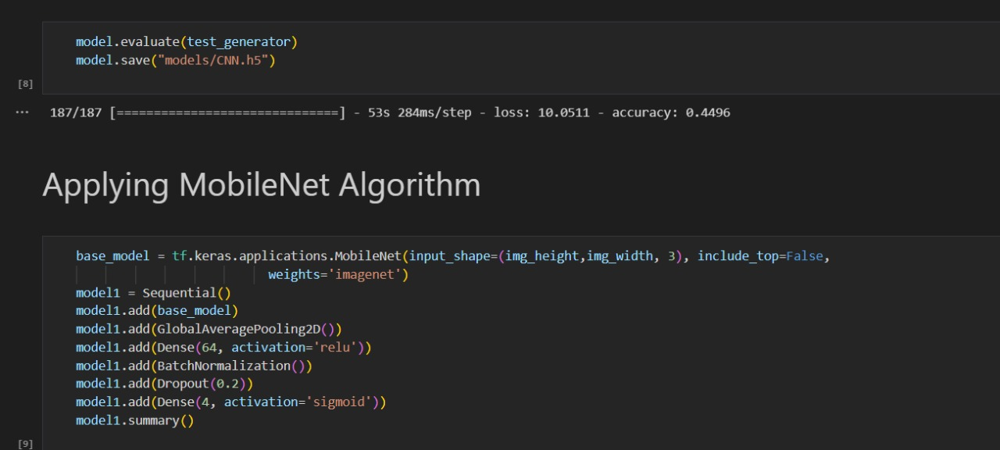 model.evaluate(test_generator)
model.save("models/CNN.h5")
[8]
... 187/187 [==============================] - 53s 284ms/step - loss: 10.0511 - accuracy: 0.4496
Applying MobileNet Algorithm
base_model = tf.keras.applications.MobileNet(input_shape=(img_height,img_width, 3), include_top=False,
weights='imagenet')
model1 = Sequential()
model1.add(base_model)
model1.add(GlobalAveragePooling2D())
model1.add(Dense(64, activation='relu'))
model1.add(BatchNormalization())
model1.add(Dropout(0.2))
model1.add(Dense(4, activation='sigmoid'))
model1.summary()
[9]